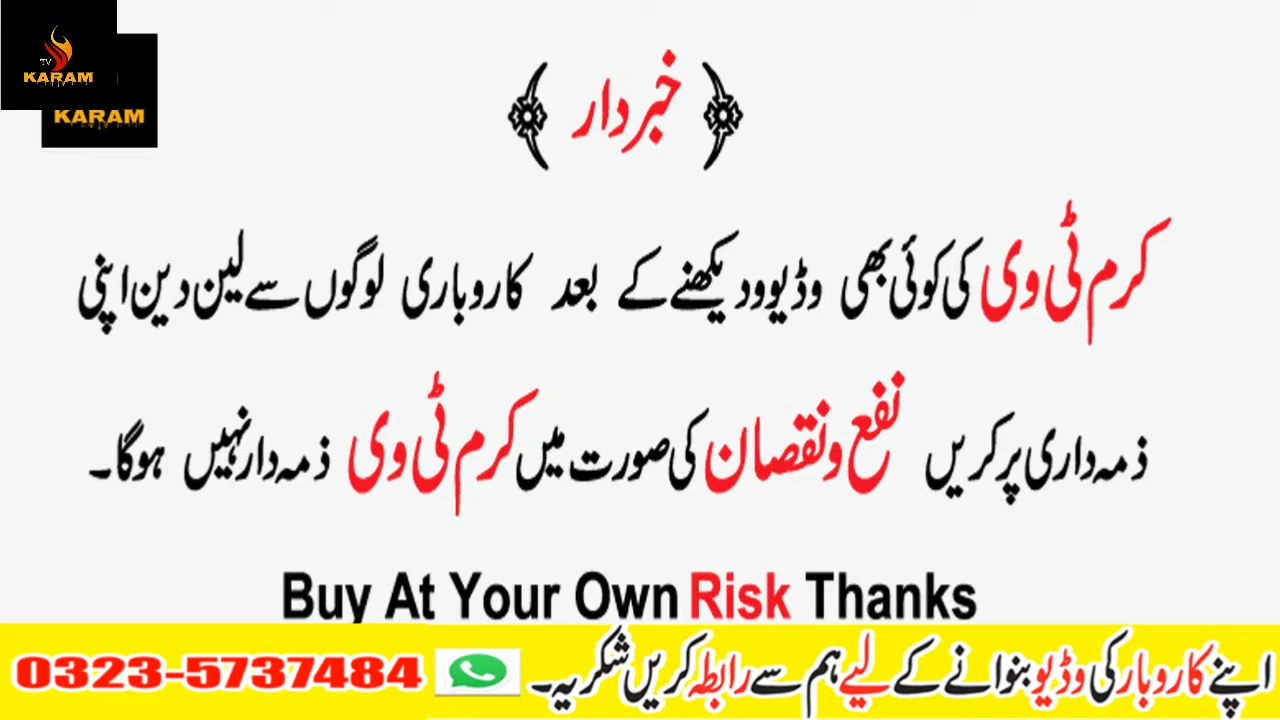 TV
KARAM
KARAM
خبردار
کرم ٹی وی کی کوئی بھی وڈیو دیکھنے کے بعد کاروباری لوگوں سے لین دین اپنی
ذمہ داری پر کریں نفع و نقصان کی صورت میں کرم ٹی وی ذمہ دار نہیں ہوگا۔
Buy At Your Own Risk Thanks
اپنے کاروبار کی وڈیو بنوانے کے لیے ہم سے رابطہ کریں شکریہ۔
0323-5737484